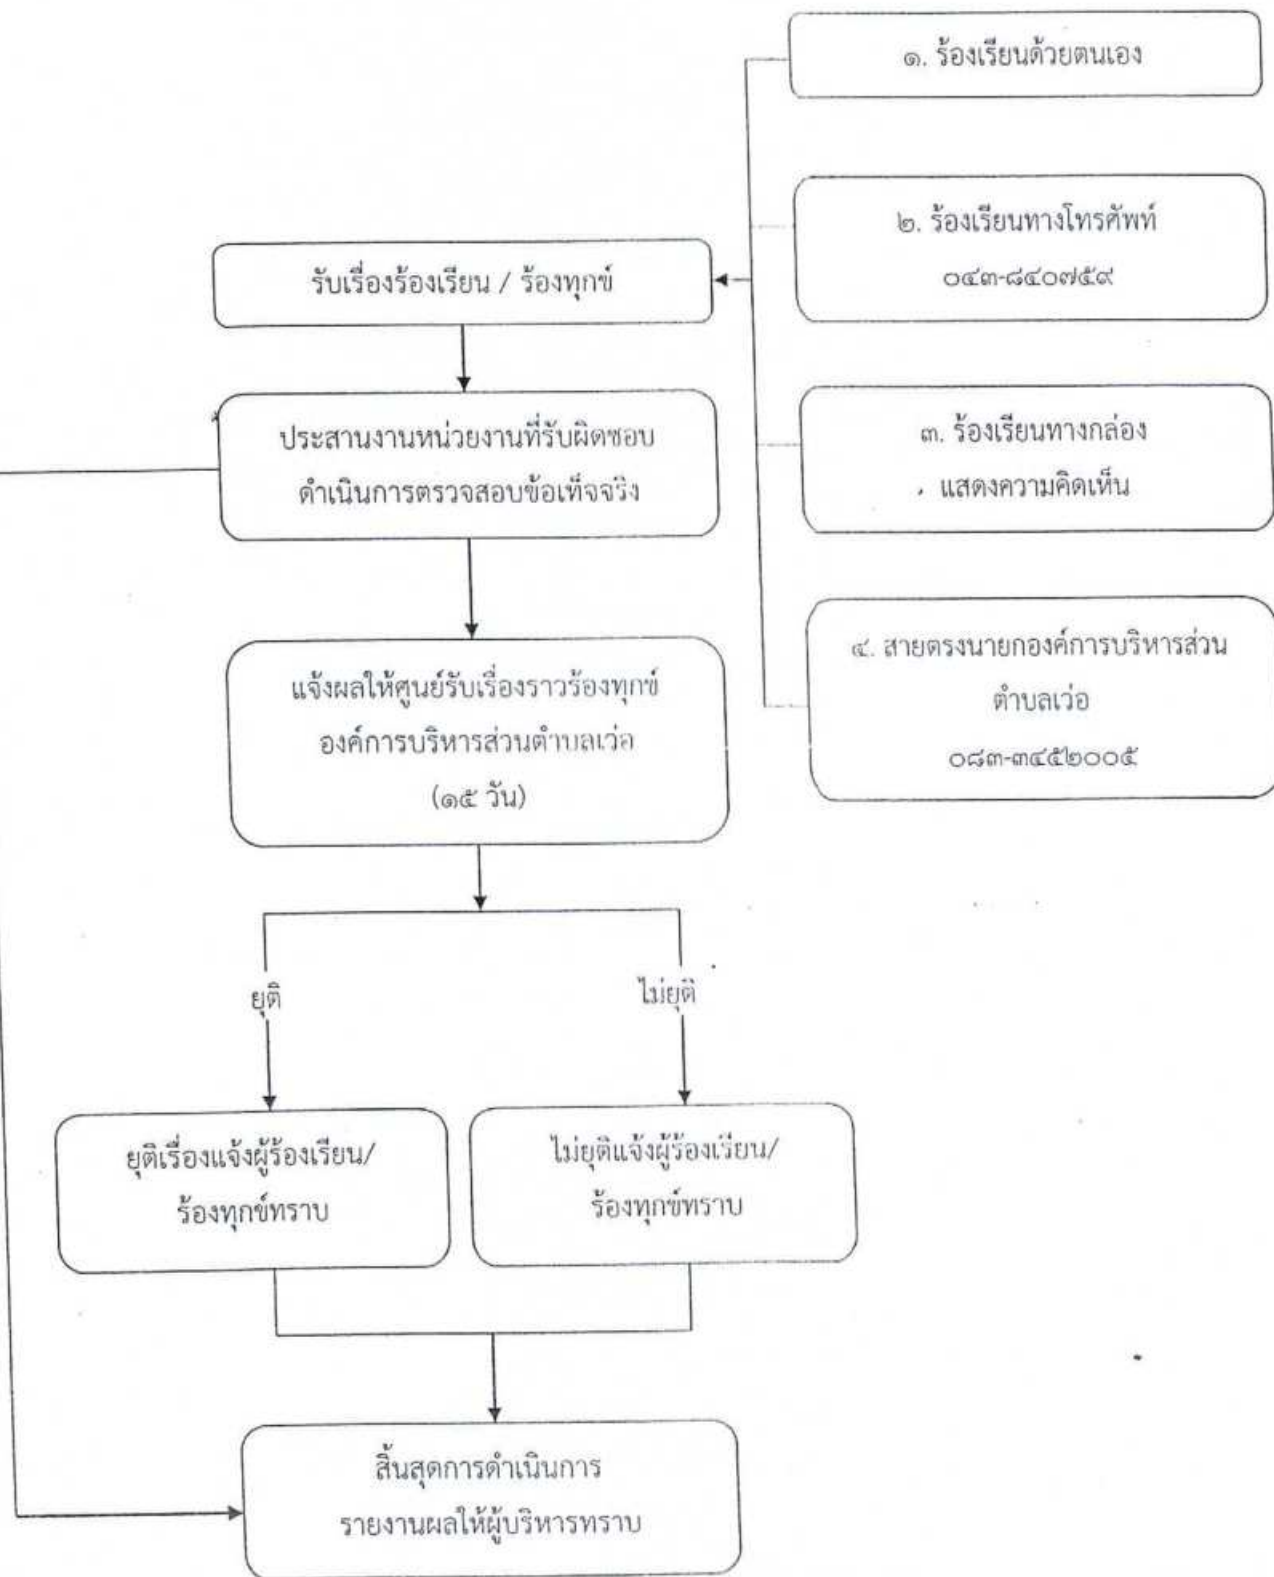 ๑. ร้องเรียนด้วยตนเอง
๒. ร้องเรียนทางโทรศัพท์
๐๔๓-๘๔๐๗๕๙
๓. ร้องเรียนทางกล่อง
แสดงความคิดเห็น
๔. สายตรงนายกองค์การบริหารส่วน
ตำบลเว่อ
๐๘๓-๓๔๕๒๐๐๕
รับเรื่องร้องเรียน / ร้องทุกข์
ประสานงานหน่วยงานที่รับผิดชอบ
ดำเนินการตรวจสอบข้อเท็จจริง
แจ้งผลให้ศูนย์รับเรื่องราวร้องทุกข์
องค์การบริหารส่วนตำบลเว่อ
(๑๕ วัน)
ยุติ
ไม่ยุติ
ยุติเรื่องแจ้งผู้ร้องเรียน/
ร้องทุกข์ทราบ
ไม่ยุติแจ้งผู้ร้องเรียน/
ร้องทุกข์ทราบ
สิ้นสุดการดำเนินการ
รายงานผลให้ผู้บริหารทราบ